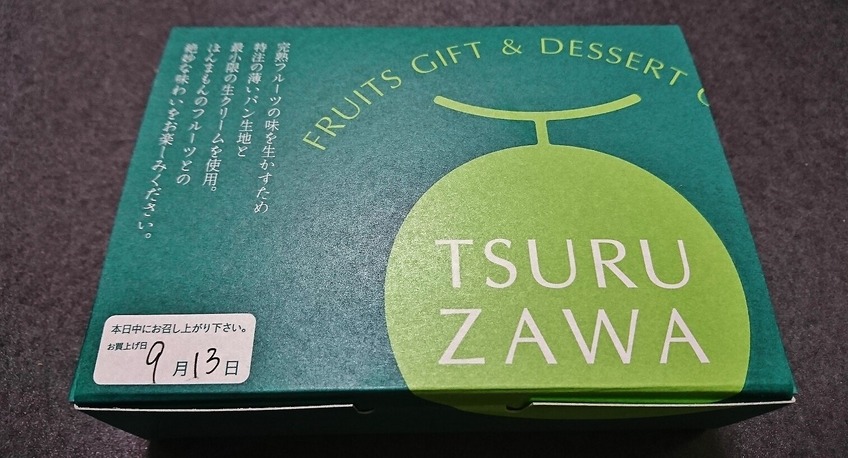 FRUITS GIFT & DESSERT
完熟フルーツの味を生かすため
特注の薄いパン生地と
最小限の生クリームを使用。
ほんまもんのフルーツとの
絶妙な味わいをお楽しみください。
TSURU
ZAWA
本日中にお召し上がり下さい。
お買上げ日
9月13日